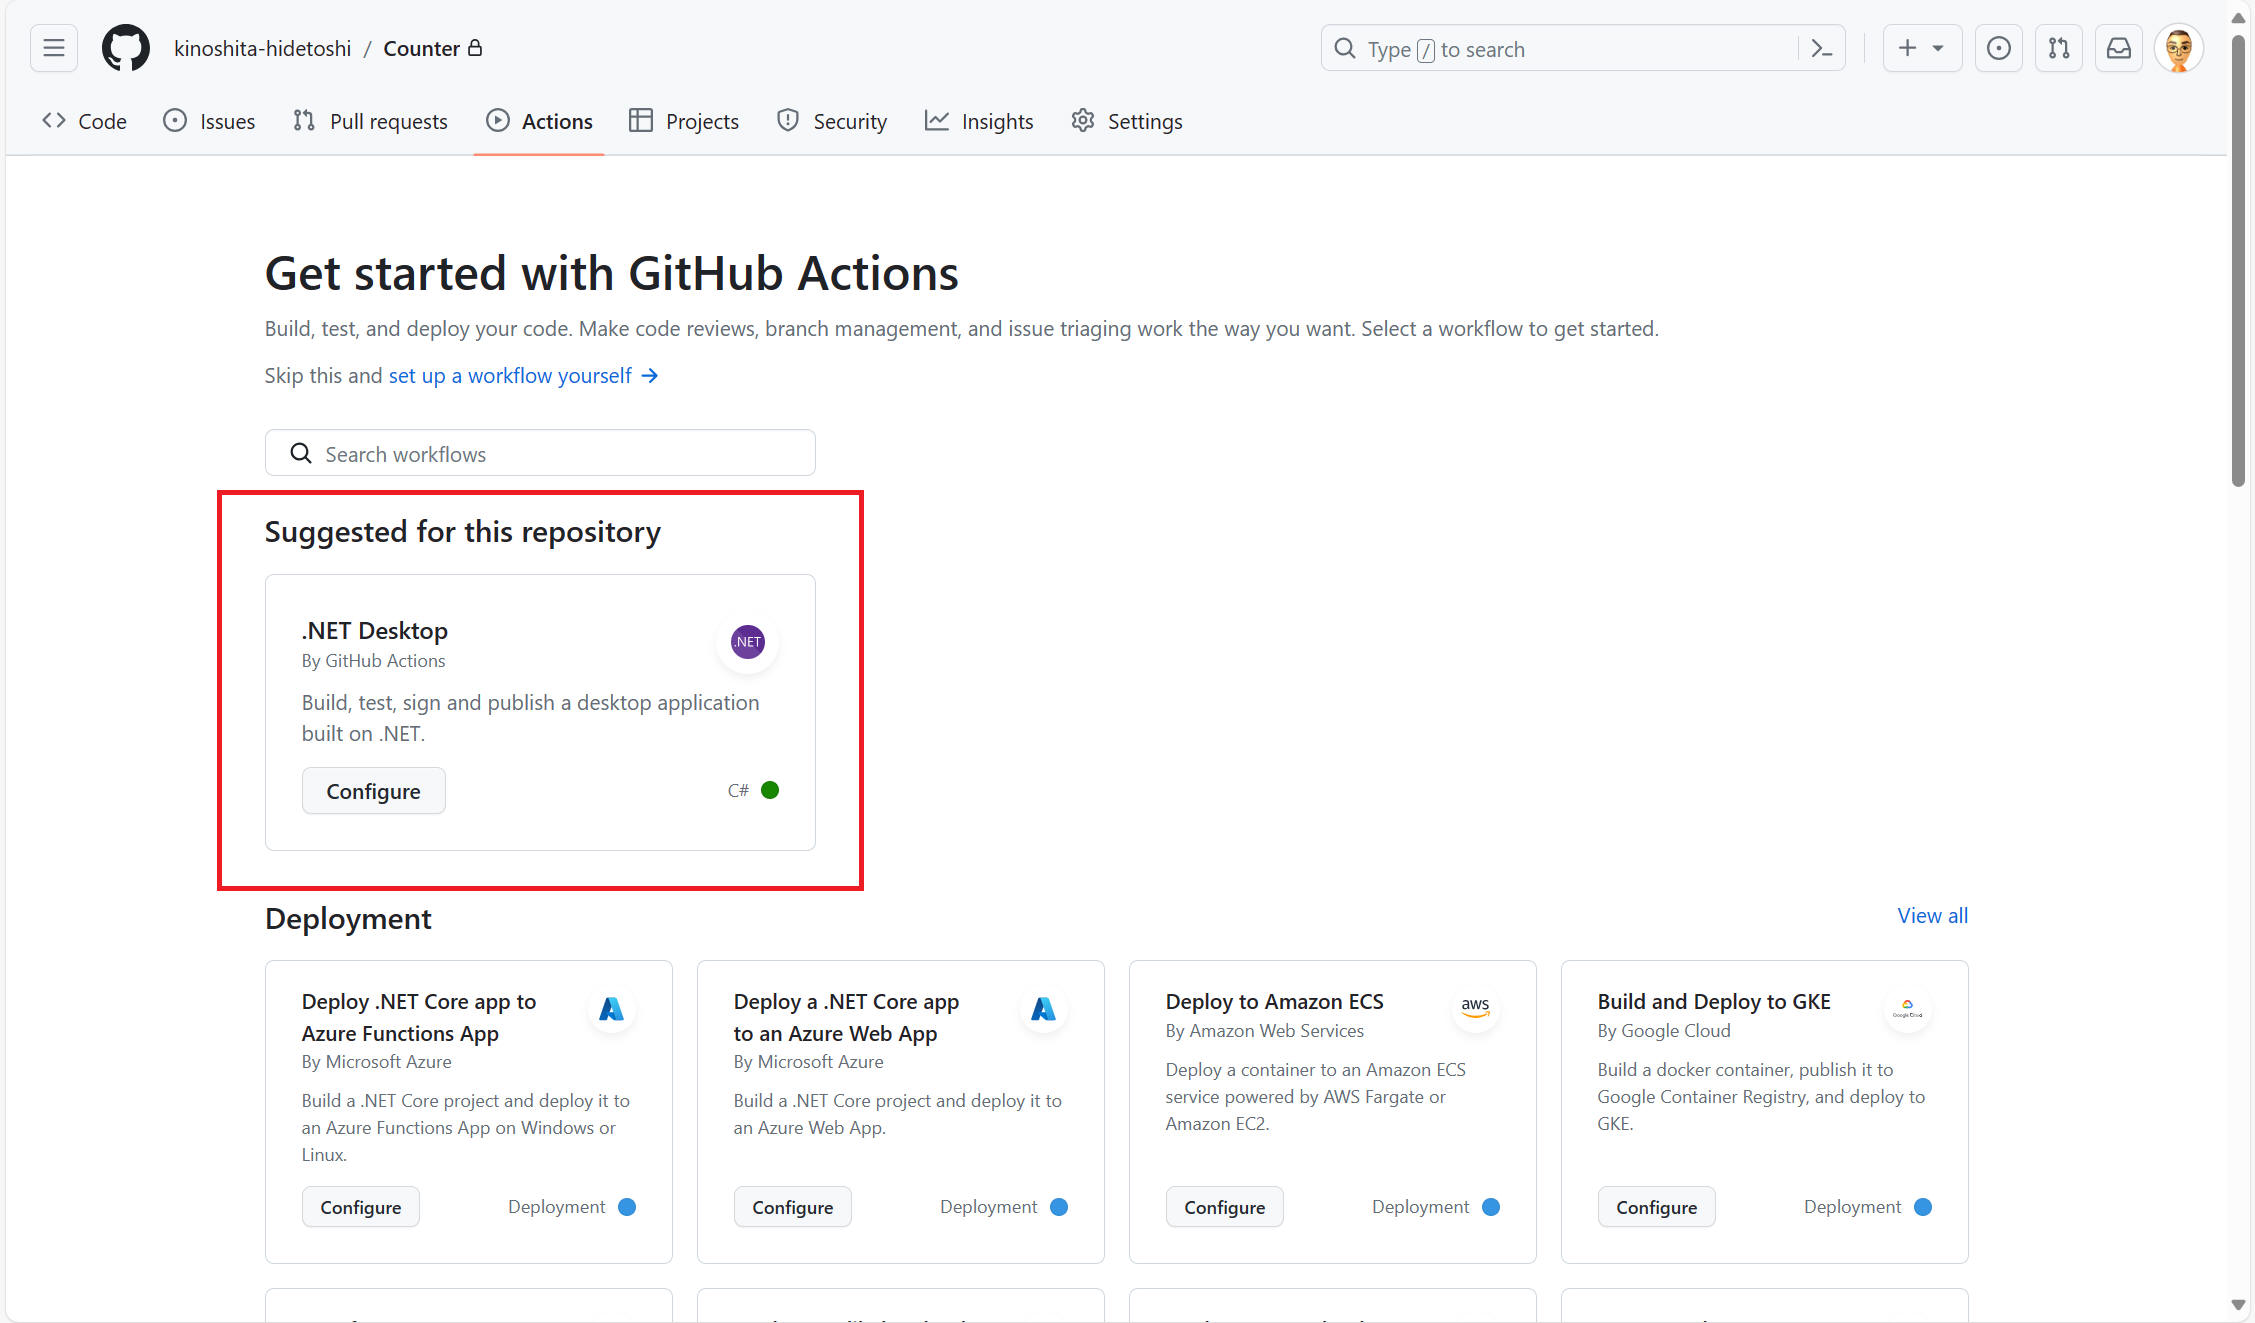 kinoshita-hidetoshi / Counter
Type / to search
Code Issues Pull requests Actions Projects Security Insights Settings
Get started with GitHub Actions
Build, test, and deploy your code. Make code reviews, branch management, and issue triaging work the way you want. Select a workflow to get started.
Skip this and set up a workflow yourself →
Search workflows
Suggested for this repository
.NET Desktop
.NET
By GitHub Actions
Build, test, sign and publish a desktop application
built on .NET.
Configure
C#
Deployment
View all
Deploy .NET Core app to
Azure Functions App
By Microsoft Azure
Build a .NET Core project and deploy it to
an Azure Functions App on Windows or
Linux.
Configure
Deployment
Deploy a .NET Core app
to an Azure Web App
By Microsoft Azure
Build a .NET Core project and deploy it to
an Azure Web App.
Configure
Deployment
Deploy to Amazon ECS
aws
By Amazon Web Services
Deploy a container to an Amazon ECS
service powered by AWS Fargate or
Amazon EC2.
Configure
Deployment
Build and Deploy to GKE
Google Cloud
By Google Cloud
Build a docker container, publish it to
Google Container Registry, and deploy to
GKE.
Configure
Deployment